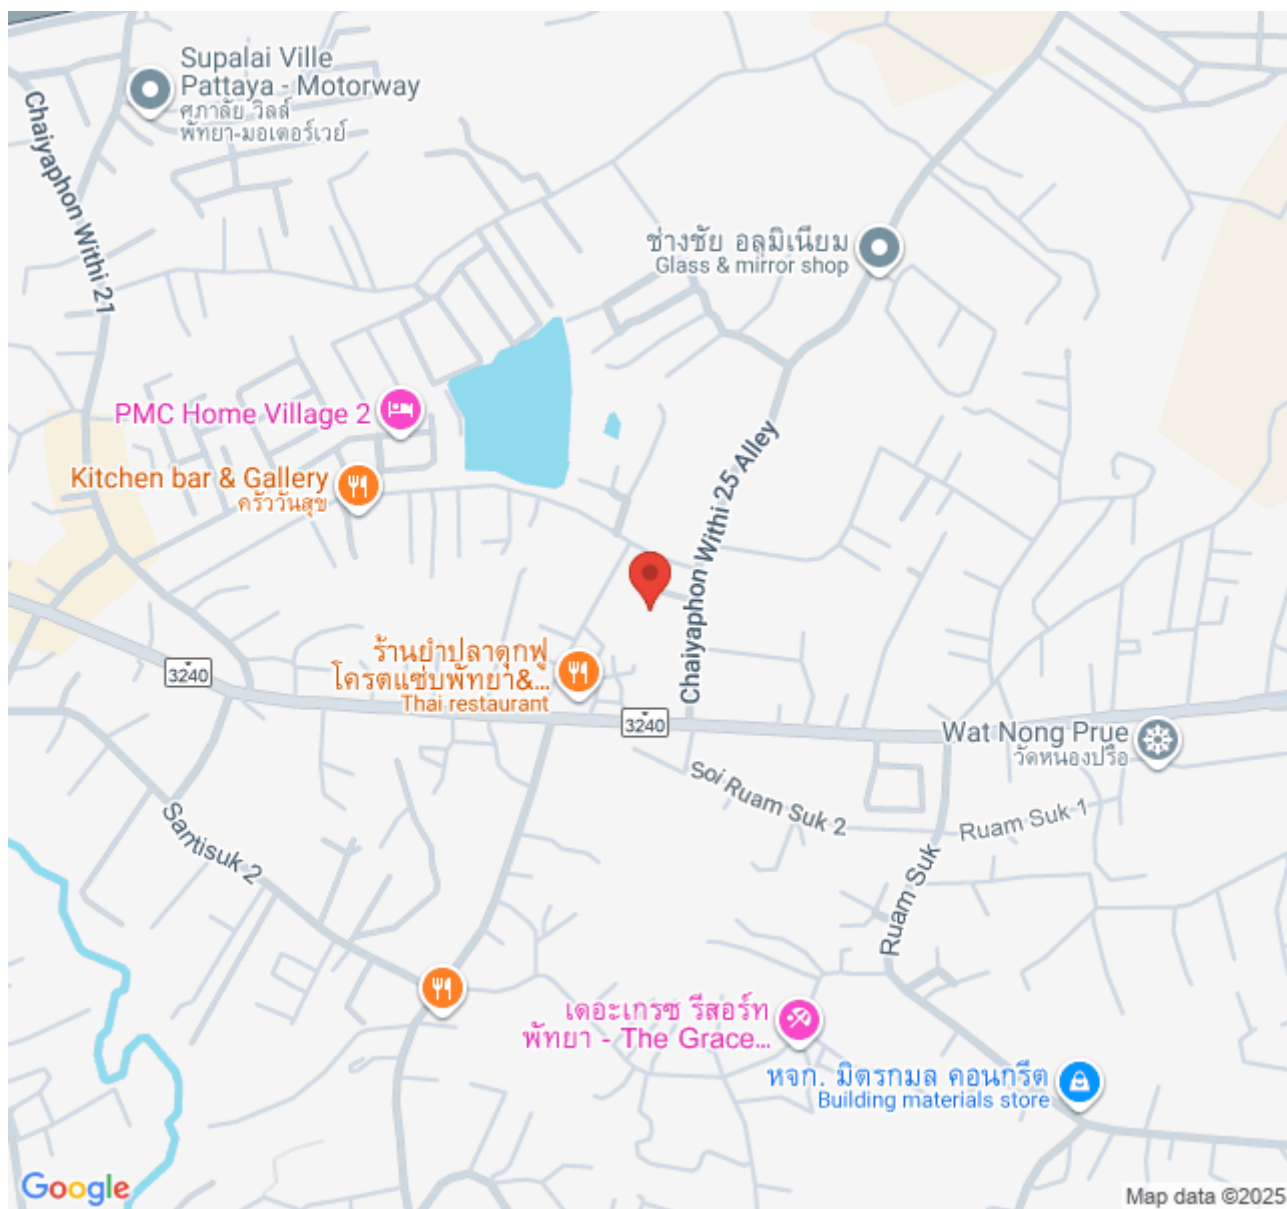 Supalai Ville
Pattaya - Motorway
ศุภาลัย วิลล์
พัทยา-มอเตอร์เวย์
Chaiyaphon Withi 21
ช่างชัย อลูมิเนียม
Glass & mirror shop
PMC Home Village 2
Kitchen bar & Gallery
ครัววันสุข
Chaiyaphon Withi 25 Alley
ร้านยำปลาดุกฟู
โคราตแซ่บพัทยา&...
Thai restaurant
3240
3240
Wat Nong Prue
วัดหนองปรือ
Soi Ruam Suk 2
Ruam Suk 1
Ruam Suk
Santisuk 2
เดอะเกรซ รีสอร์ท
พัทยา - The Grace...
หจก. มิตรกมล คอนกรีต
Building materials store
Google
Map data ©2025